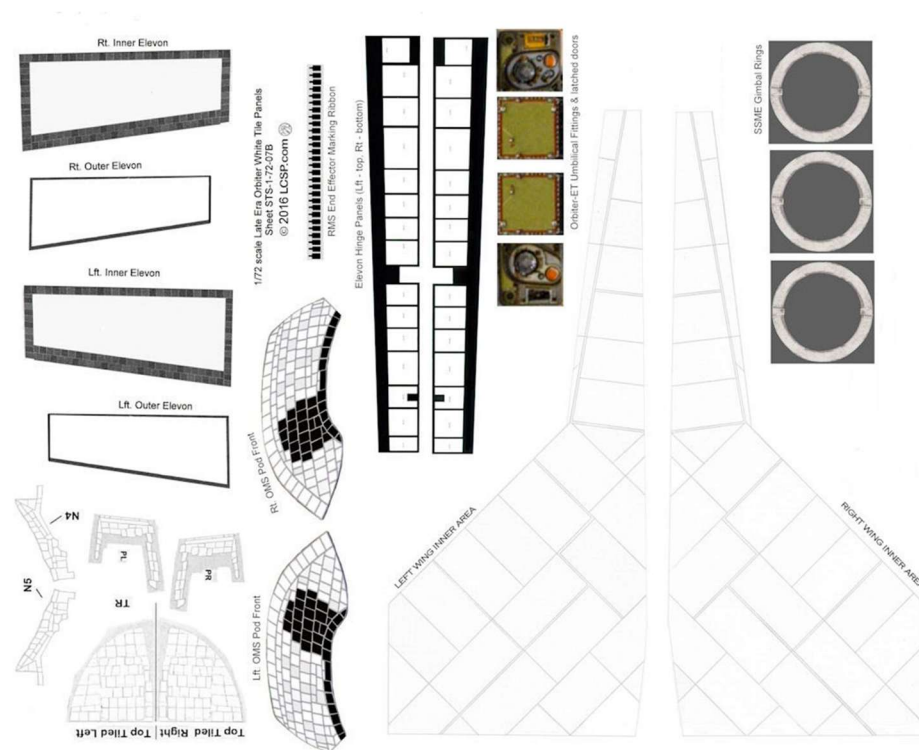 Rt. Inner Elevon
Rt. Outer Elevon
Lft. Inner Elevon
Lft. Outer Elevon
1/72 scale Late Era Orbiter White Tile Panels
Sheet STS-1-72-07B
© 2016 LCSP.com
RMS End Effector Marking Ribbon
Elevon Hinge Panels (Lft - top, Rt - bottom)
Orbiter-ET Umbilical Fittings & latched doors
SSME Gimbal Rings
Rt. OMS Pod Front
Lft. OMS Pod Front
N4
N5
PL
PR
TR
Top Tiled Left
Top Tiled Right
LEFT WING INNER AREA
RIGHT WING INNER AREA